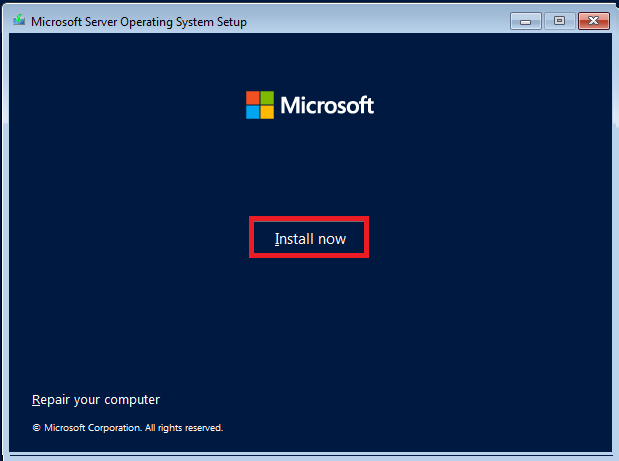 Microsoft Server Operating System Setup
Microsoft
Install now
Repair your computer
© Microsoft Corporation. All rights reserved.